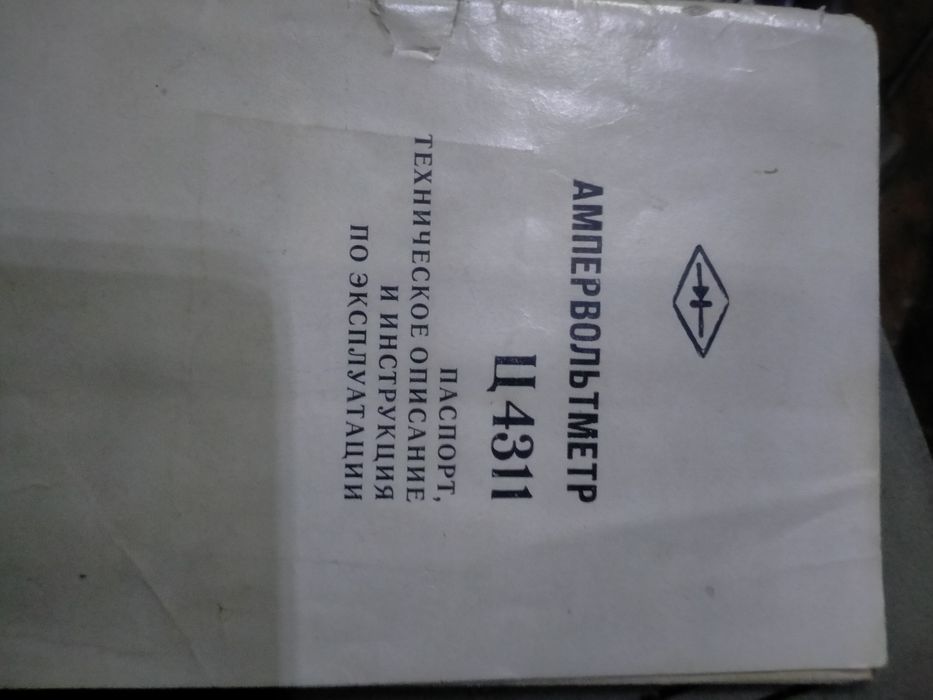 АМПЕРВОЛЬТМЕТР
Ц 4311
ПАСПОРТ,
ТЕХНИЧЕСКОЕ ОПИСАНИЕ
И ИНСТРУКЦИЯ
ПО ЭКСПЛУАТАЦИИ